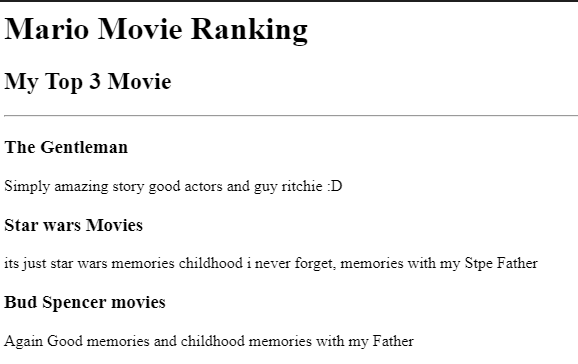 Mario Movie Ranking
My Top 3 Movie
The Gentleman
Simply amazing story good actors and guy ritchie :D
Star wars Movies
its just star wars memories childhood i never forget, memories with my Stpe Father
Bud Spencer movies
Again Good memories and childhood memories with my Father